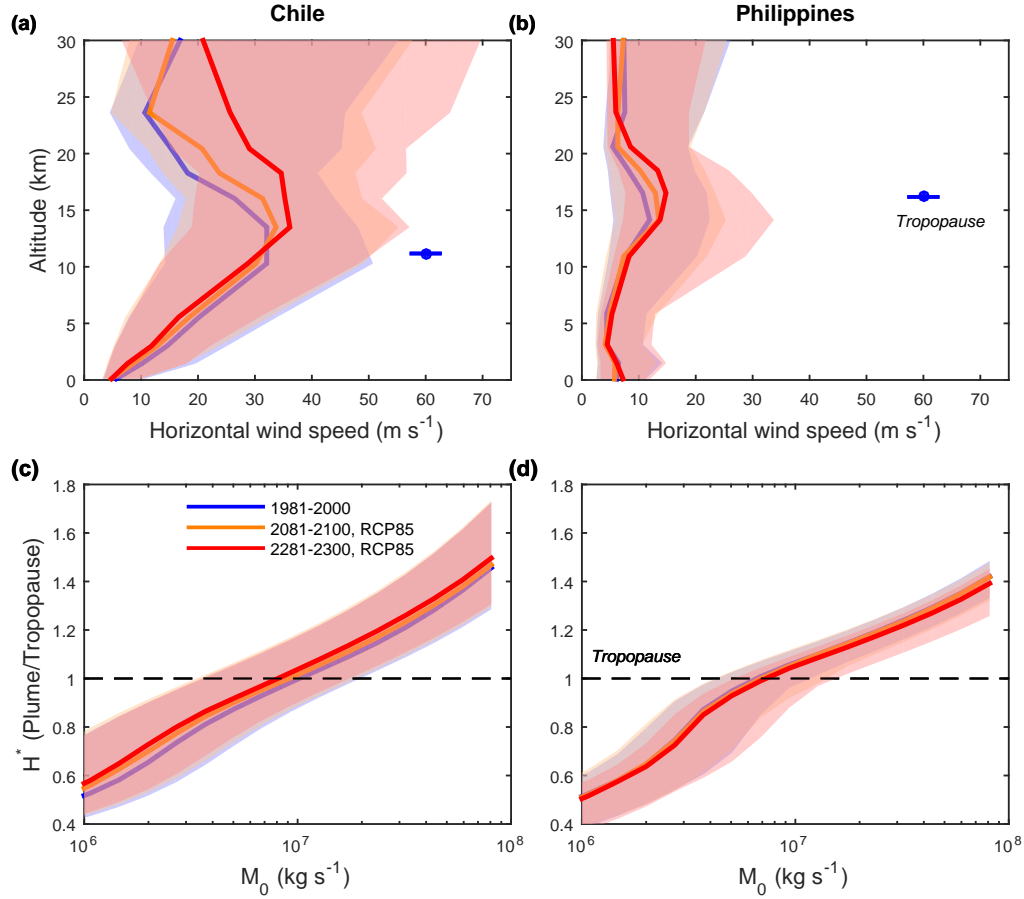 Chile
Philippines
(a)
(b)
30
25
20
15
10
5
0
Altitude (km)
0 10 20 30 40 50 60 70
Horizontal wind speed (m s⁻¹)
30
25
20
15
10
5
0
Tropopause
0 10 20 30 40 50 60 70
Horizontal wind speed (m s⁻¹)
(c)
(d)
1.8
1.6
1.4
1.2
1
0.8
0.6
0.4
H* (Plume/Tropopause)
1981-2000
2081-2100, RCP85
2281-2300, RCP85
10⁶ 10⁷ 10⁸
M₀ (kg s⁻¹)
1.8
1.6
1.4
1.2
1
0.8
0.6
0.4
Tropopause
10⁶ 10⁷ 10⁸
M₀ (kg s⁻¹)